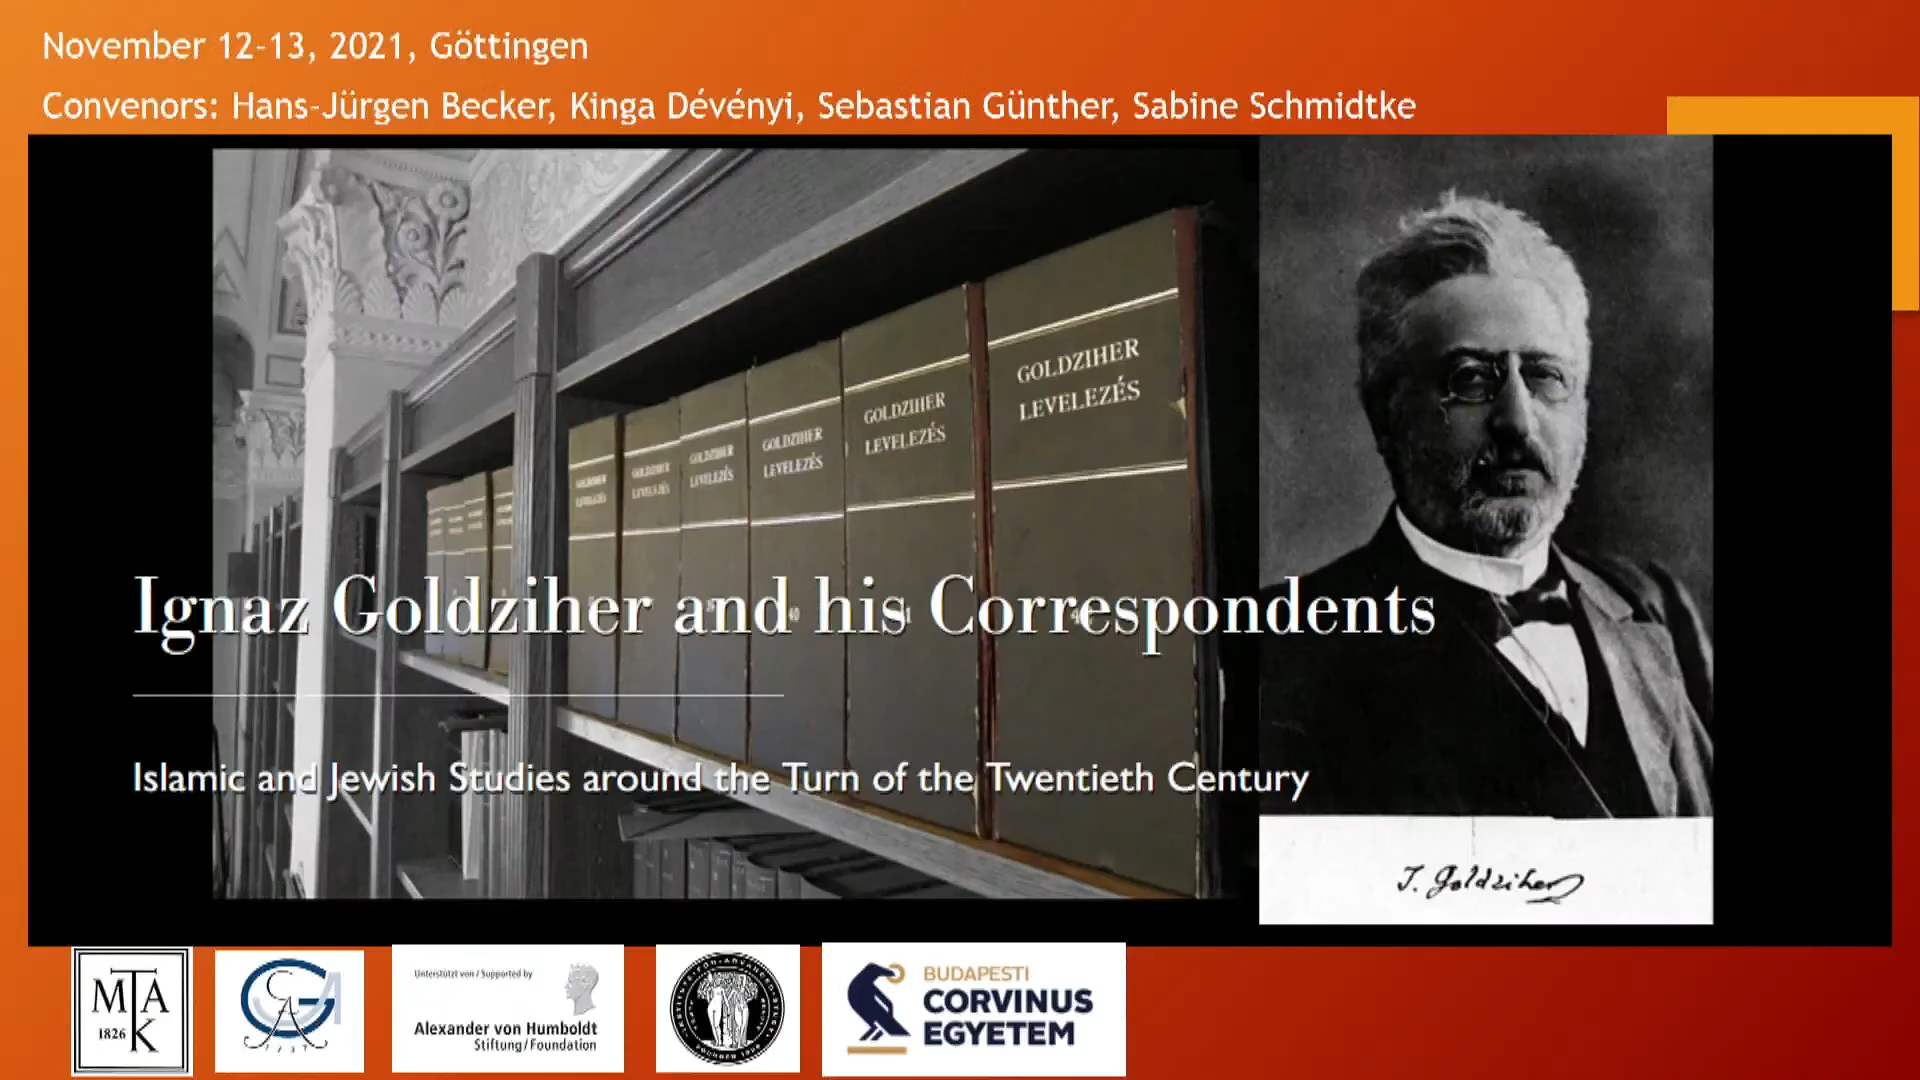 November 12-13, 2021, Göttingen
Convenors: Hans-Jürgen Becker, Kinga Dévényi, Sebastian Günther, Sabine Schmidtke
GOLDZIHER
LEVELEZÉS
GOLDZIHER
LEVELEZÉS
GOLDZIHER
LEVELEZÉS
GOLDZIHER
LEVELEZÉS
GOLDZIHER
LEVELEZÉS
GOLDZIHER
LEVELEZÉS
Ignaz Goldziher and his Correspondents
Islamic and Jewish Studies around the Turn of the Twentieth Century
I. Goldziher
MTA
1826 K
Unterstützt von / Supported by
Alexander von Humboldt
Stiftung/Foundation
BUDAPESTI
CORVINUS
EGYETEM